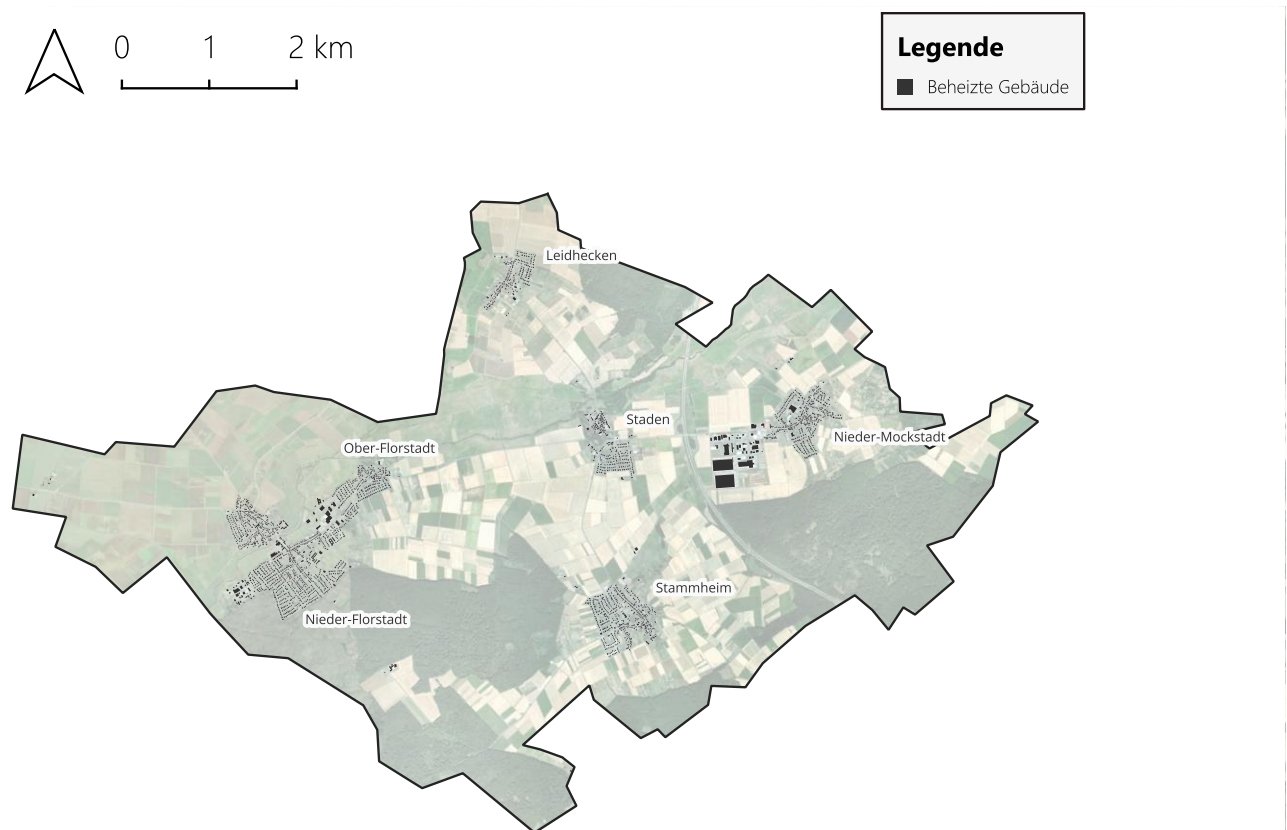 0 1 2 km
Legende
Beheizte Gebäude
Leidhecken
Staden
Nieder-Mockstadt
Ober-Florstadt
Stammheim
Nieder-Florstadt